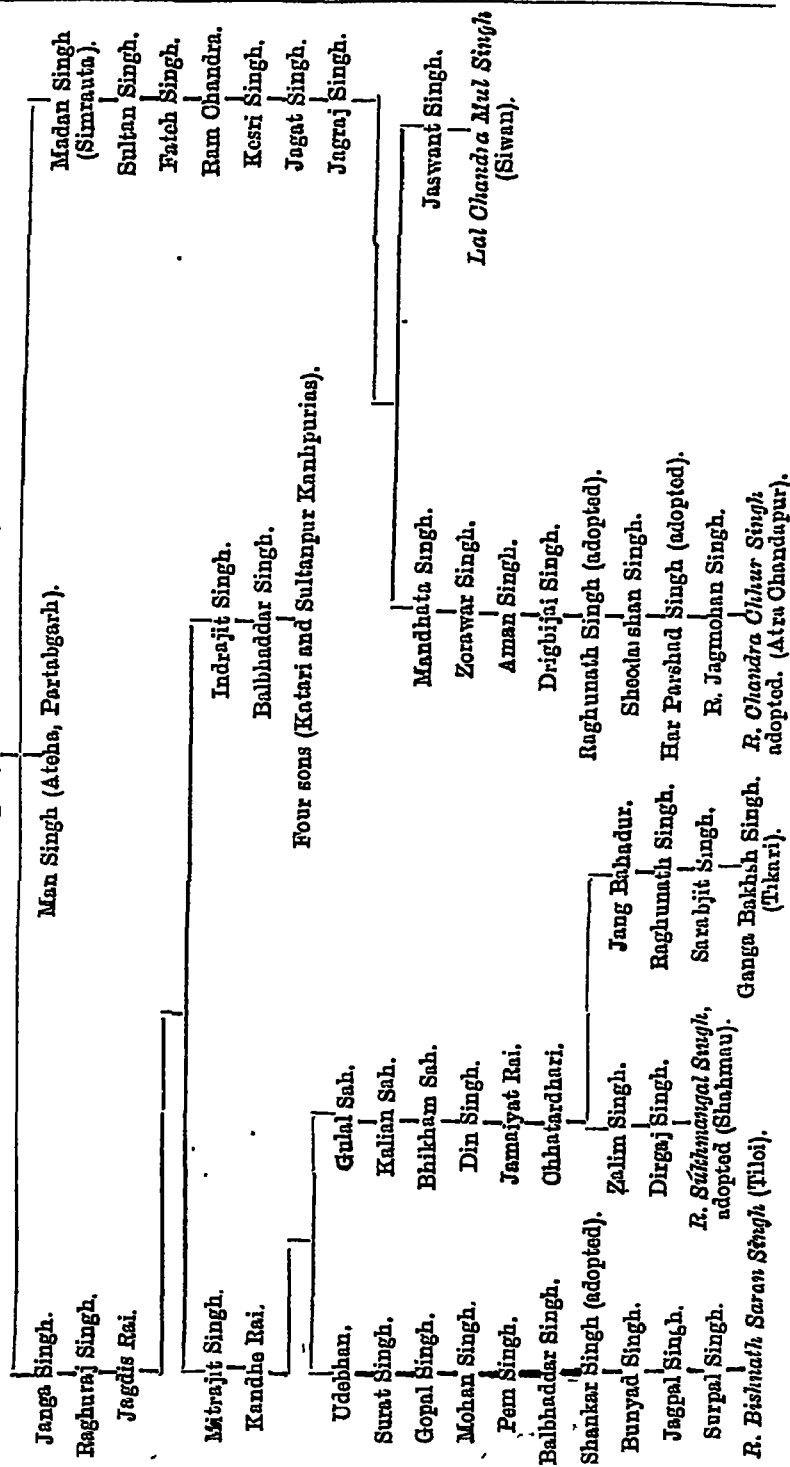 Janga Singh.
Raghuraj Singh.
Jagdis Rai.
Man Singh (Ateha, Partabgarh).
Madan Singh
(Simrauta).
Sultan Singh.
Fateh Singh.
Ram Chandra.
Kesri Singh.
Jagat Singh.
Jagraj Singh.
Mitrajit Singh.
Kandhe Rai.
Indrajit Singh.
Balbhaddar Singh.
Four sons (Katari and Sultanpur Kanhpurias).
Udebhan.
Surat Singh.
Gopal Singh.
Mohan Singh.
Pem Singh.
Balbhaddar Singh.
Shankar Singh (adopted).
Bunyad Singh.
Jagpal Singh.
Surpal Singh.
R. Bishnath Saran Singh (Tiloi).
Gulal Sah.
Kalian Sah.
Bhikham Sah.
Din Singh.
Jamaiyat Rai.
Chhatardhari.
Zalim Singh.
Dirgaj Singh.
R. Súkhmangal Singh,
adopted (Shahmau).
Jang Bahadur.
Raghunath Singh.
Sarabjit Singh.
Ganga Bakhsh Singh.
(Tikari).
Mandhata Singh.
Zorawar Singh.
Aman Singh.
Drigbijai Singh.
Raghunath Singh (adopted).
Sheodarshan Singh.
Har Parshad Singh (adopted).
R. Jagmohan Singh.
R. Chandra Chhur Singh
adopted. (Atra Chandapur).
Jaswant Singh.
Lal Chandra Mul Singh
(Siwan).